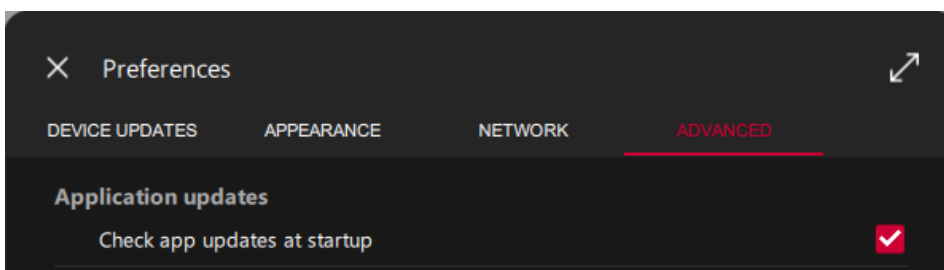 Preferences
DEVICE UPDATES APPEARANCE NETWORK ADVANCED
Application updates
Check app updates at startup